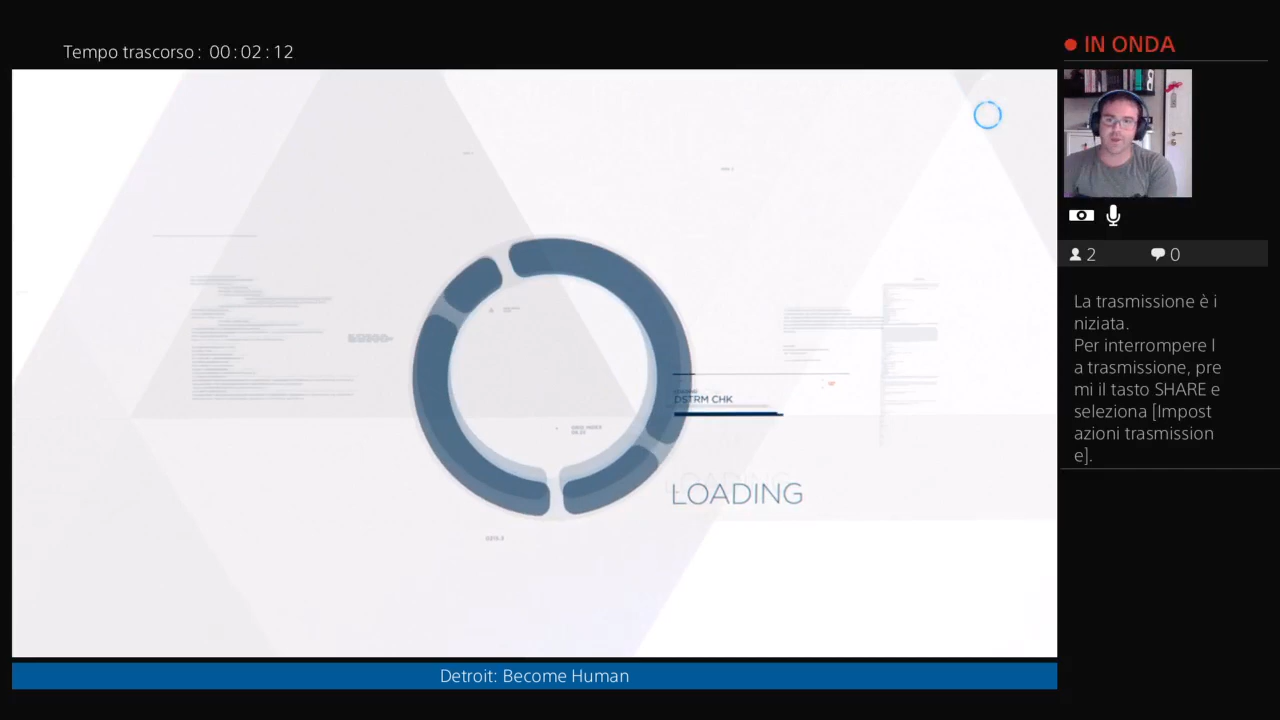 Tempo trascorso: 00:02:12
IN ONDA
2 0
La trasmissione è i
niziata.
Per interrompere l
a trasmissione, pre
mi il tasto SHARE e
seleziona [Impost
azioni trasmission
e].
DSTRM CHK
LOADING
Detroit: Become Human